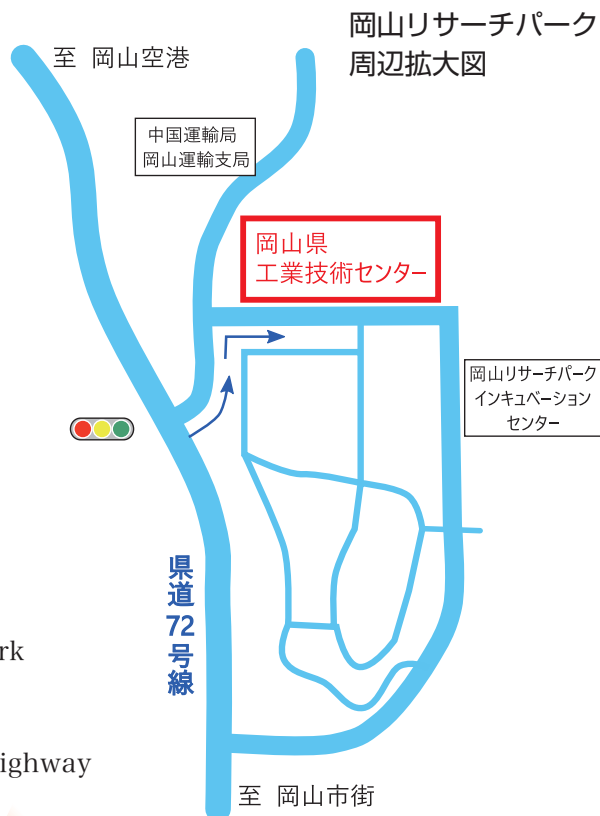 岡山リサーチパーク
周辺拡大図
至 岡山空港
中国運輸局
岡山運輸支局
岡山県
工業技術センター
岡山リサーチパーク
インキュベーション
センター
県道72号線
rk
ighway
至 岡山市街